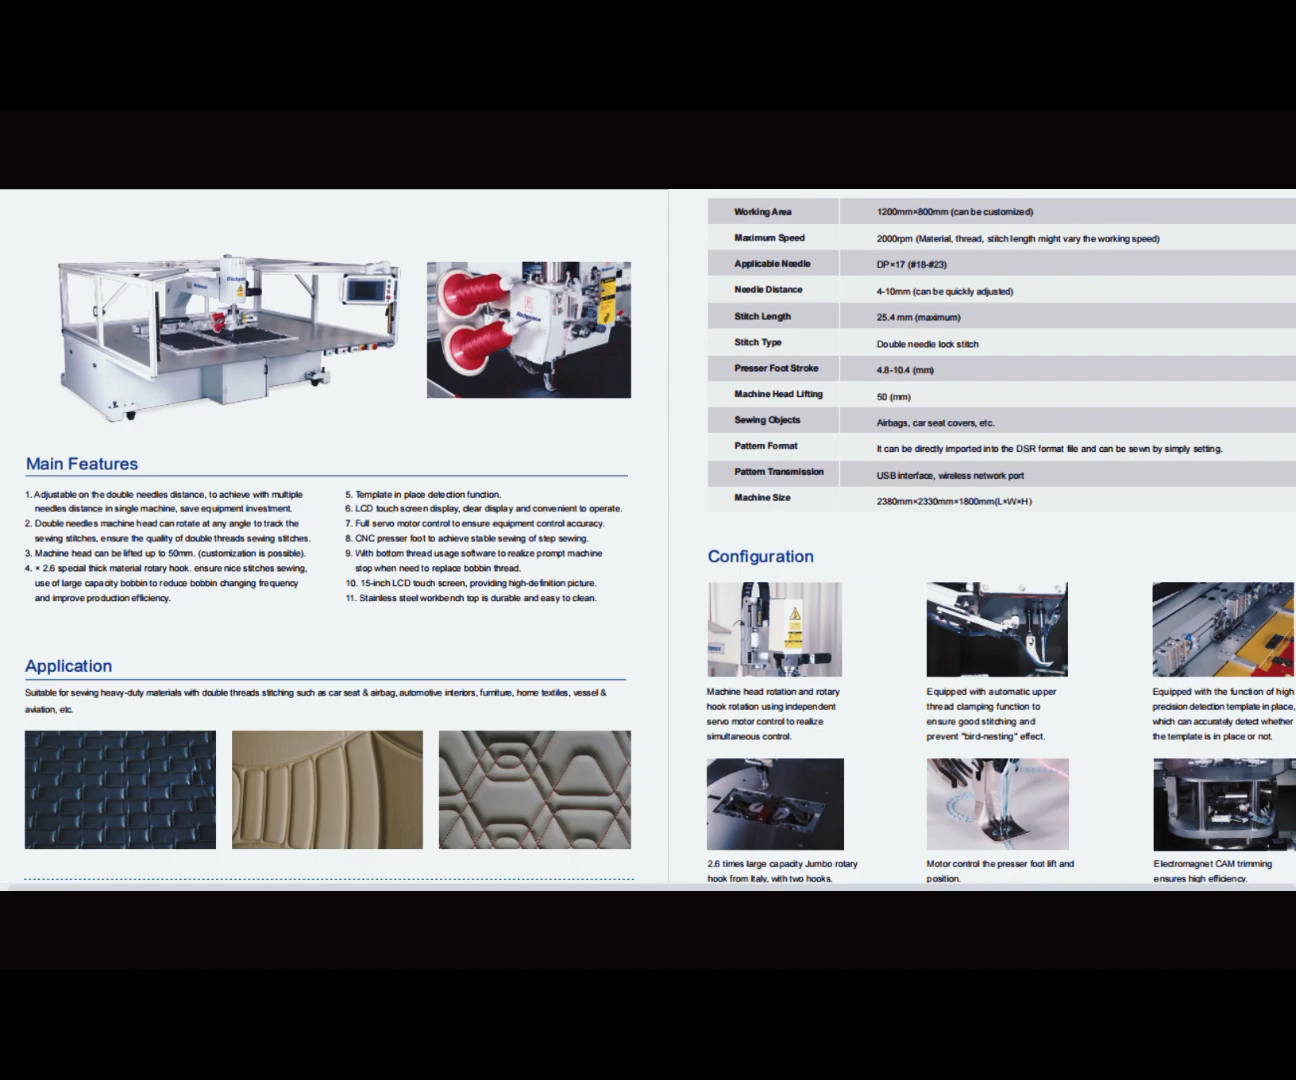 Richpeace
Richpeace
Main Features
1. Adjustable on the double needles distance, to achieve with multiple
needles distance in single machine, save equipment investment.
2. Double needles machine head can rotate at any angle to track the
sewing stitches, ensure the quality of double threads sewing stitches.
3. Machine head can be lifted up to 50mm. (customization is possible).
4. × 2.6 special thick material rotary hook. ensure nice stitches sewing,
use of large capacity bobbin to reduce bobbin changing frequency
and improve production efficiency.
5. Template in place detection function.
6. LCD touch screen display, clear display and convenient to operate.
7. Full servo motor control to ensure equipment control accuracy.
8. CNC presser foot to achieve stable sewing of step sewing.
9. With bottom thread usage software to realize prompt machine
stop when need to replace bobbin thread.
10. 15-inch LCD touch screen, providing high-definition picture.
11. Stainless steel workbench top is durable and easy to clean.
Application
Suitable for sewing heavy-duty materials with double threads stitching such as car seat & airbag, automotive interiors, furniture, home textiles, vessel &
aviation, etc.
Working Area 1200mm×800mm (can be customized)
Maximum Speed 2000rpm (Material, thread, stitch length might vary the working speed)
Applicable Needle DP×17 (#18-#23)
Needle Distance 4-10mm (can be quickly adjusted)
Stitch Length 25.4 mm (maximum)
Stitch Type Double needle lock stitch
Presser Foot Stroke 4.8-10.4 (mm)
Machine Head Lifting 50 (mm)
Sewing Objects Airbags, car seat covers, etc.
Pattern Format It can be directly imported into the DSR format file and can be sewn by simply setting.
Pattern Transmission USB interface, wireless network port
Machine Size 2380mm×2330mm×1800mm(L×W×H)
Configuration
Machine head rotation and rotary
hook rotation using independent
servo motor control to realize
simultaneous control.
Equipped with automatic upper
thread clamping function to
ensure good stitching and
prevent "bird-nesting" effect.
Equipped with the function of high
precision detection template in place,
which can accurately detect whether
the template is in place or not.
2.6 times large capacity Jumbo rotary
hook from Italy, with two hooks.
Motor control the presser foot lift and
position.
Electromagnet CAM trimming
ensures high efficiency.